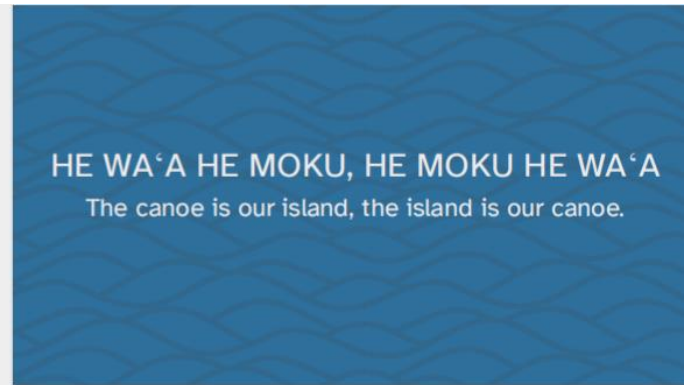 HE WAʻA HE MOKU, HE MOKU HE WAʻA
The canoe is our island, the island is our canoe.